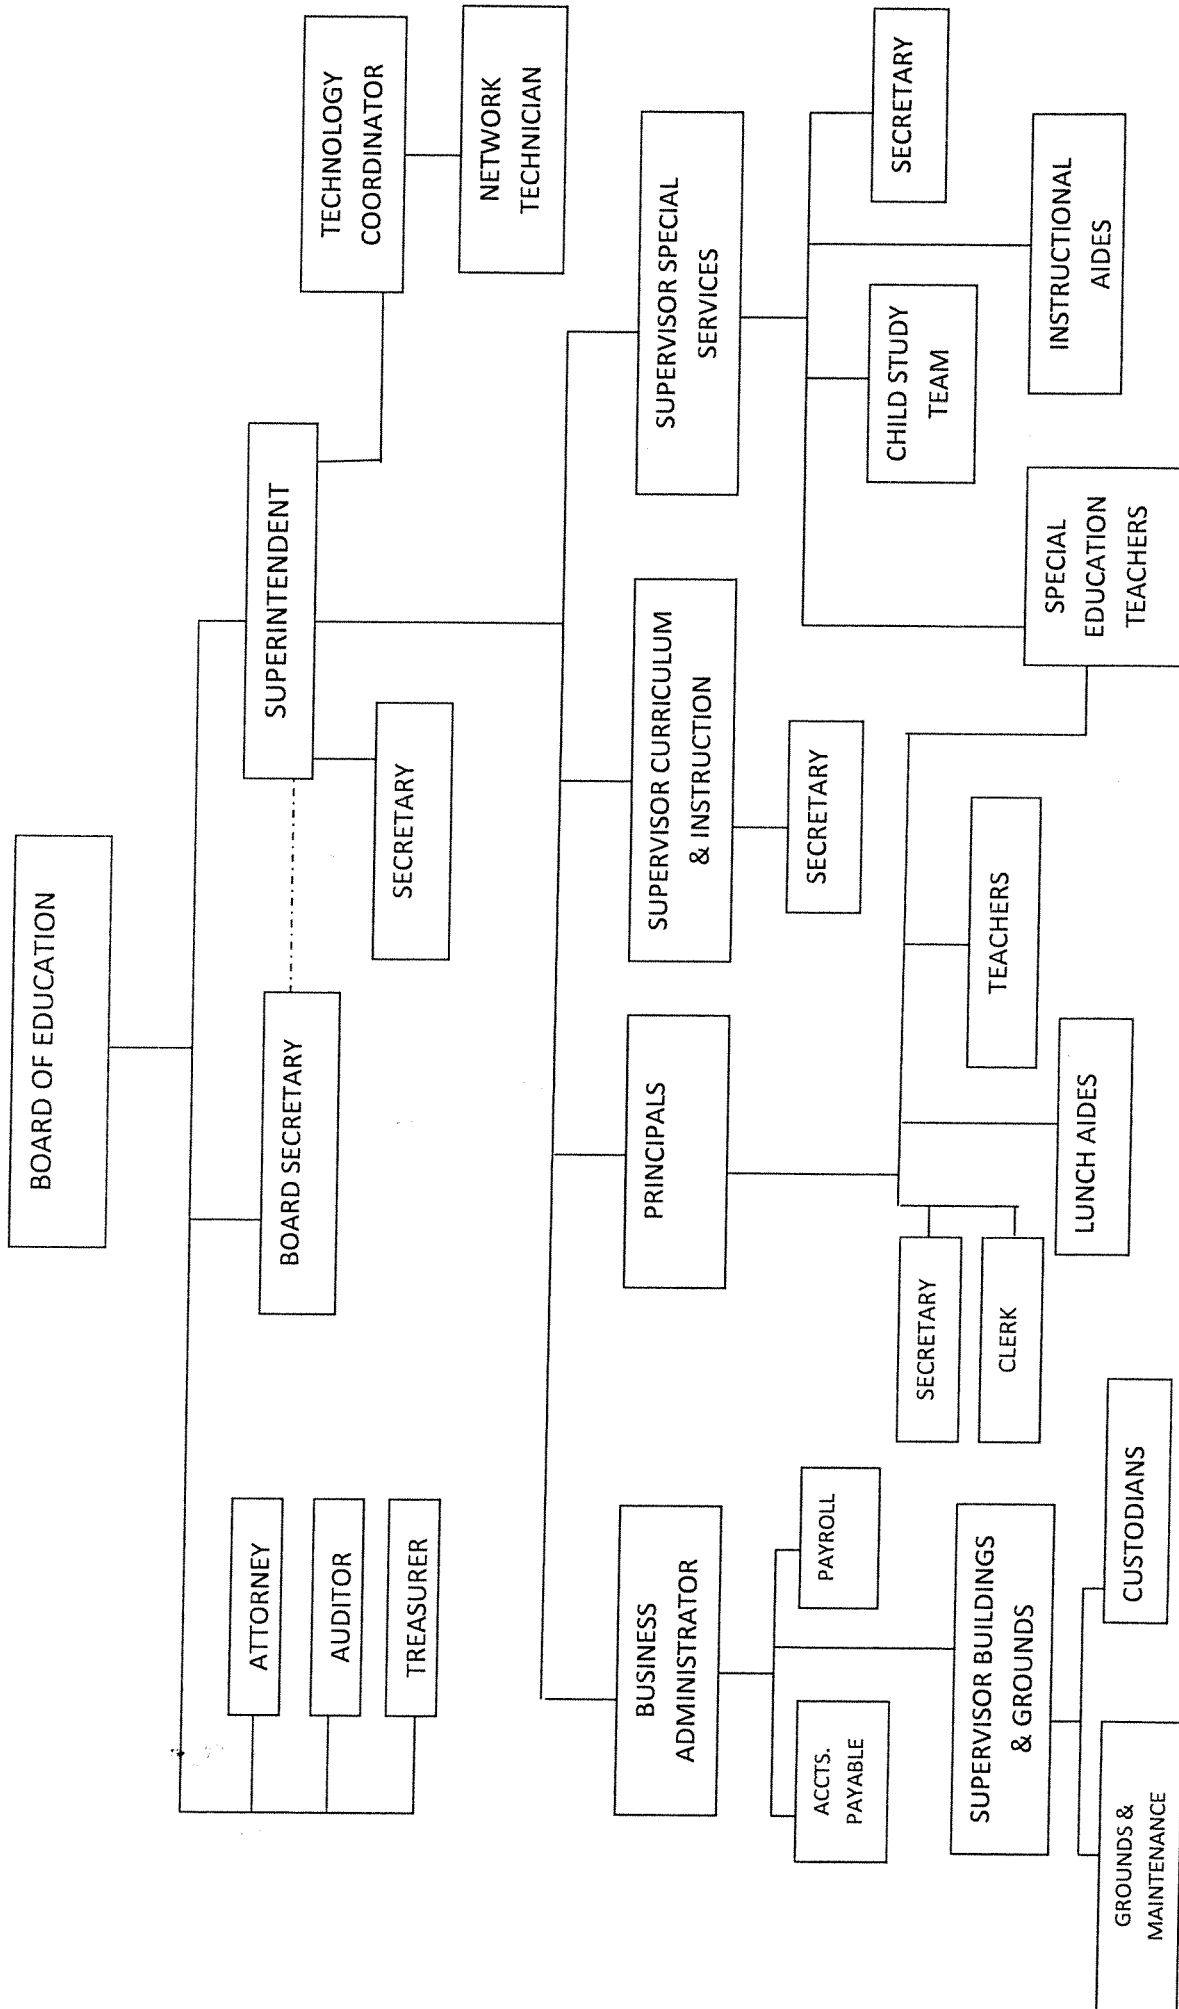 BOARD OF EDUCATION
ATTORNEY
AUDITOR
TREASURER
BOARD SECRETARY
SUPERINTENDENT
SECRETARY
TECHNOLOGY
COORDINATOR
NETWORK
TECHNICIAN
BUSINESS
ADMINISTRATOR
PRINCIPALS
SUPERVISOR CURRICULUM
& INSTRUCTION
SUPERVISOR SPECIAL
SERVICES
ACCTS.
PAYABLE
PAYROLL
SUPERVISOR BUILDINGS
& GROUNDS
GROUNDS &
MAINTENANCE
CUSTODIANS
SECRETARY
CLERK
LUNCH AIDES
TEACHERS
SECRETARY
SPECIAL
EDUCATION
TEACHERS
CHILD STUDY
TEAM
INSTRUCTIONAL
AIDES
SECRETARY